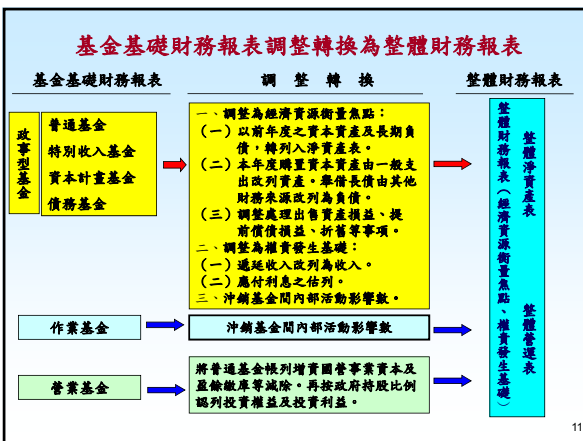 基金基礎財務報表調整轉換為整體財務報表
基金基礎財務報表
調整轉換
整體財務報表
政事型基金
普通基金
特別收入基金
資本計畫基金
債務基金
一、調整為經濟資源衡量焦點：
（一）以前年度之資本資產及長期負
債，轉列入淨資產表。
（二）本年度購置資本資產由一般支
出改列資產。舉借長債由其他
財務來源改列為負債。
（三）調整處理出售資產損益、提
前償債損益、折舊等事項。
二、調整為權責發生基礎：
（一）遞延收入改列為收入。
（二）應付利息之估列。
三、沖銷基金間內部活動影響數。
作業基金
沖銷基金間內部活動影響數
營業基金
將普通基金帳列增資國營事業資本及
盈餘繳庫等減除。再按政府持股比例
認列投資權益及投資利益。
整體淨資產表
整體營運表
整體財務報表（經濟資源衡量焦點、權責發生基礎）
11